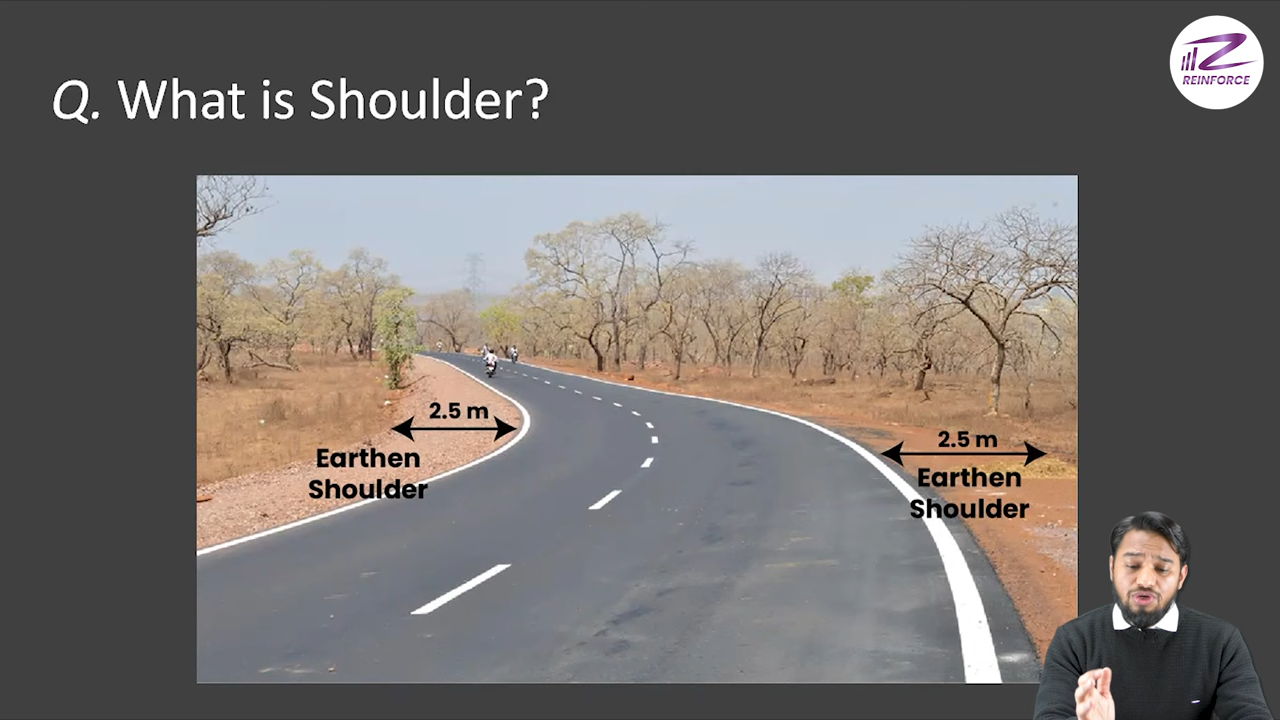 REINFORCE
Q. What is Shoulder?
2.5 m
Earthen
Shoulder
2.5 m
Earthen
Shoulder